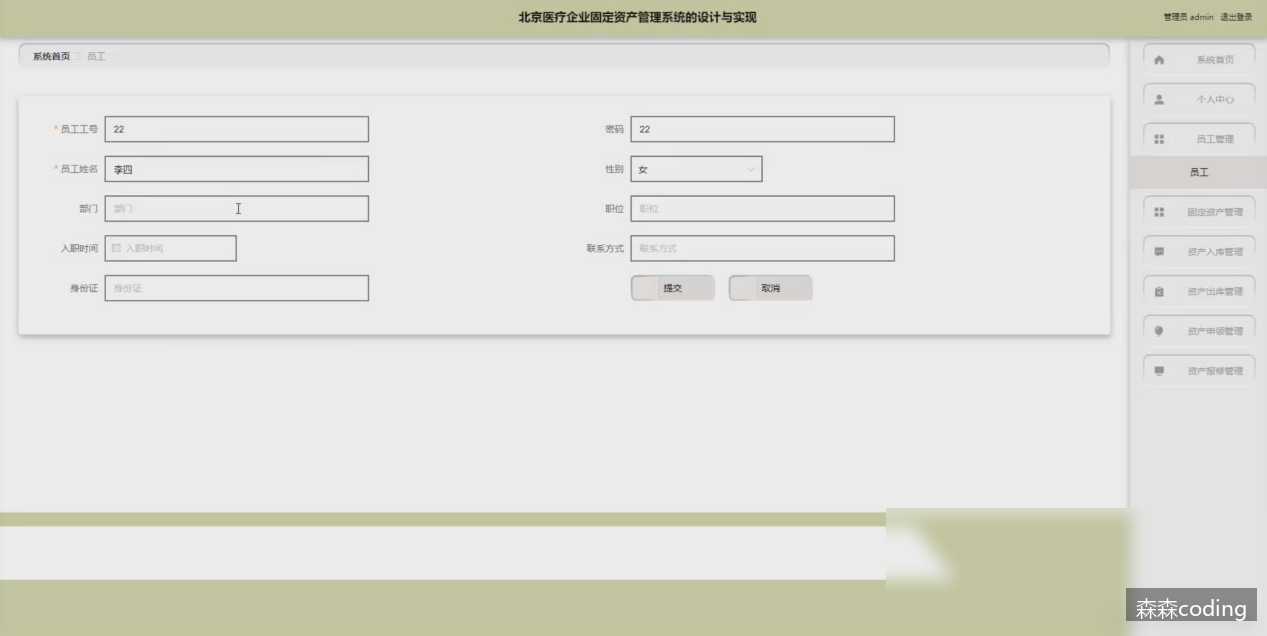 北京医疗企业固定资产管理系统的设计与实现
管理员 admin 退出登录
系统首页 员工
* 员工工号 22
密码 22
* 员工姓名 李四
性别 女
部门 部门
职位 职位
入职时间 入职时间
联系方式 联系方式
身份证 身份证
提交 取消
系统首页
个人中心
员工管理
员工
固定资产管理
资产入库管理
资产出库管理
资产申领管理
资产报修管理
森森coding